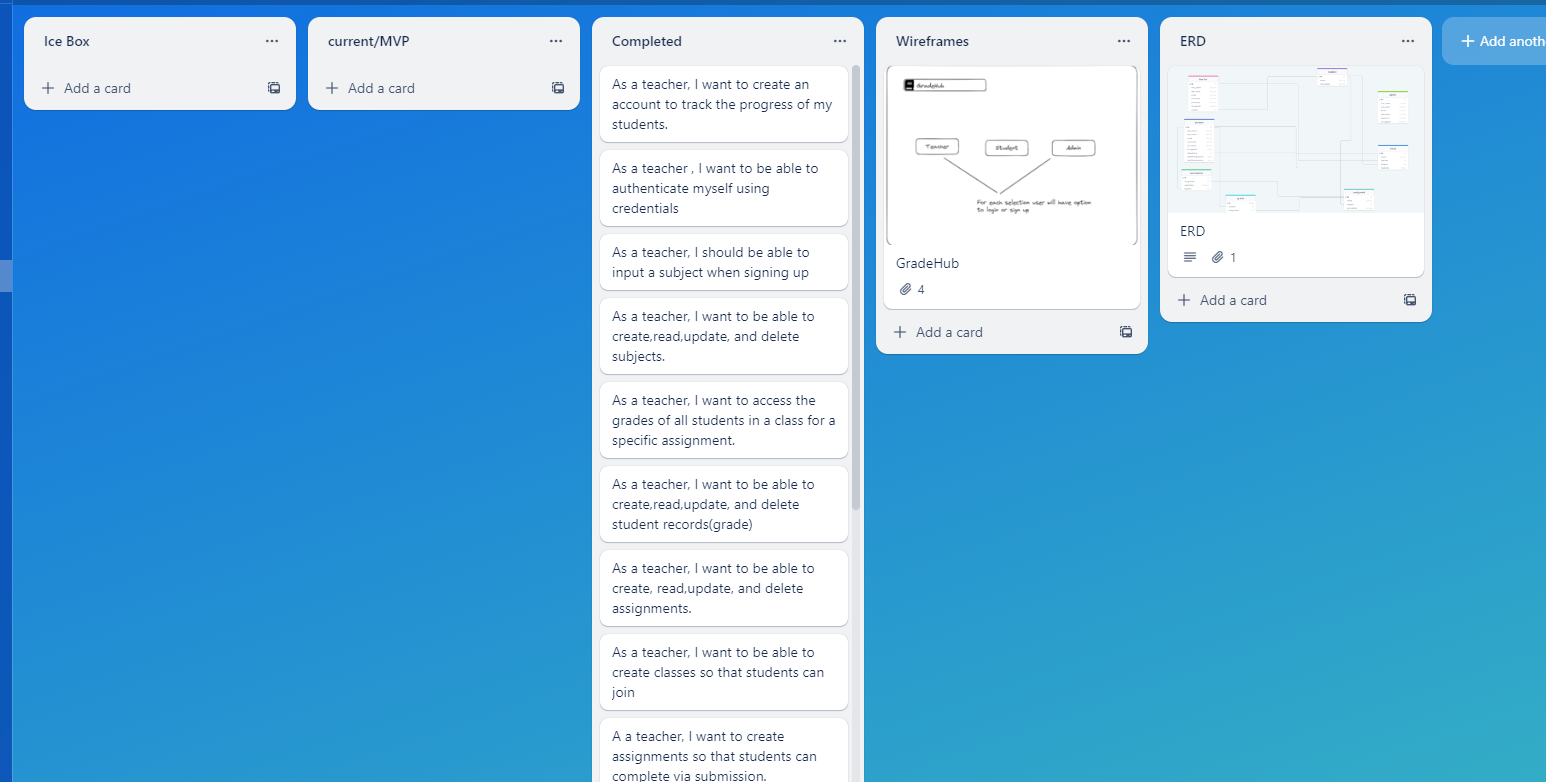 Ice Box
Add a card
current/MVP
Add a card
Completed
As a teacher, I want to create an
account to track the progress of my
students.
As a teacher , I want to be able to
authenticate myself using
credentials
As a teacher, I should be able to
input a subject when signing up
As a teacher, I want to be able to
create,read,update, and delete
subjects.
As a teacher, I want to access the
grades of all students in a class for a
specific assignment.
As a teacher, I want to be able to
create,read,update, and delete
student records(grade)
As a teacher, I want to be able to
create, read,update, and delete
assignments.
As a teacher, I want to be able to
create classes so that students can
join
A a teacher, I want to create
assignments so that students can
complete via submission.
Wireframes
GradeHub
Teacher
Student
Admin
For each selection user will have option
to login or sign up
GradeHub
4
Add a card
ERD
ERD
1
Add a card
Add anoth